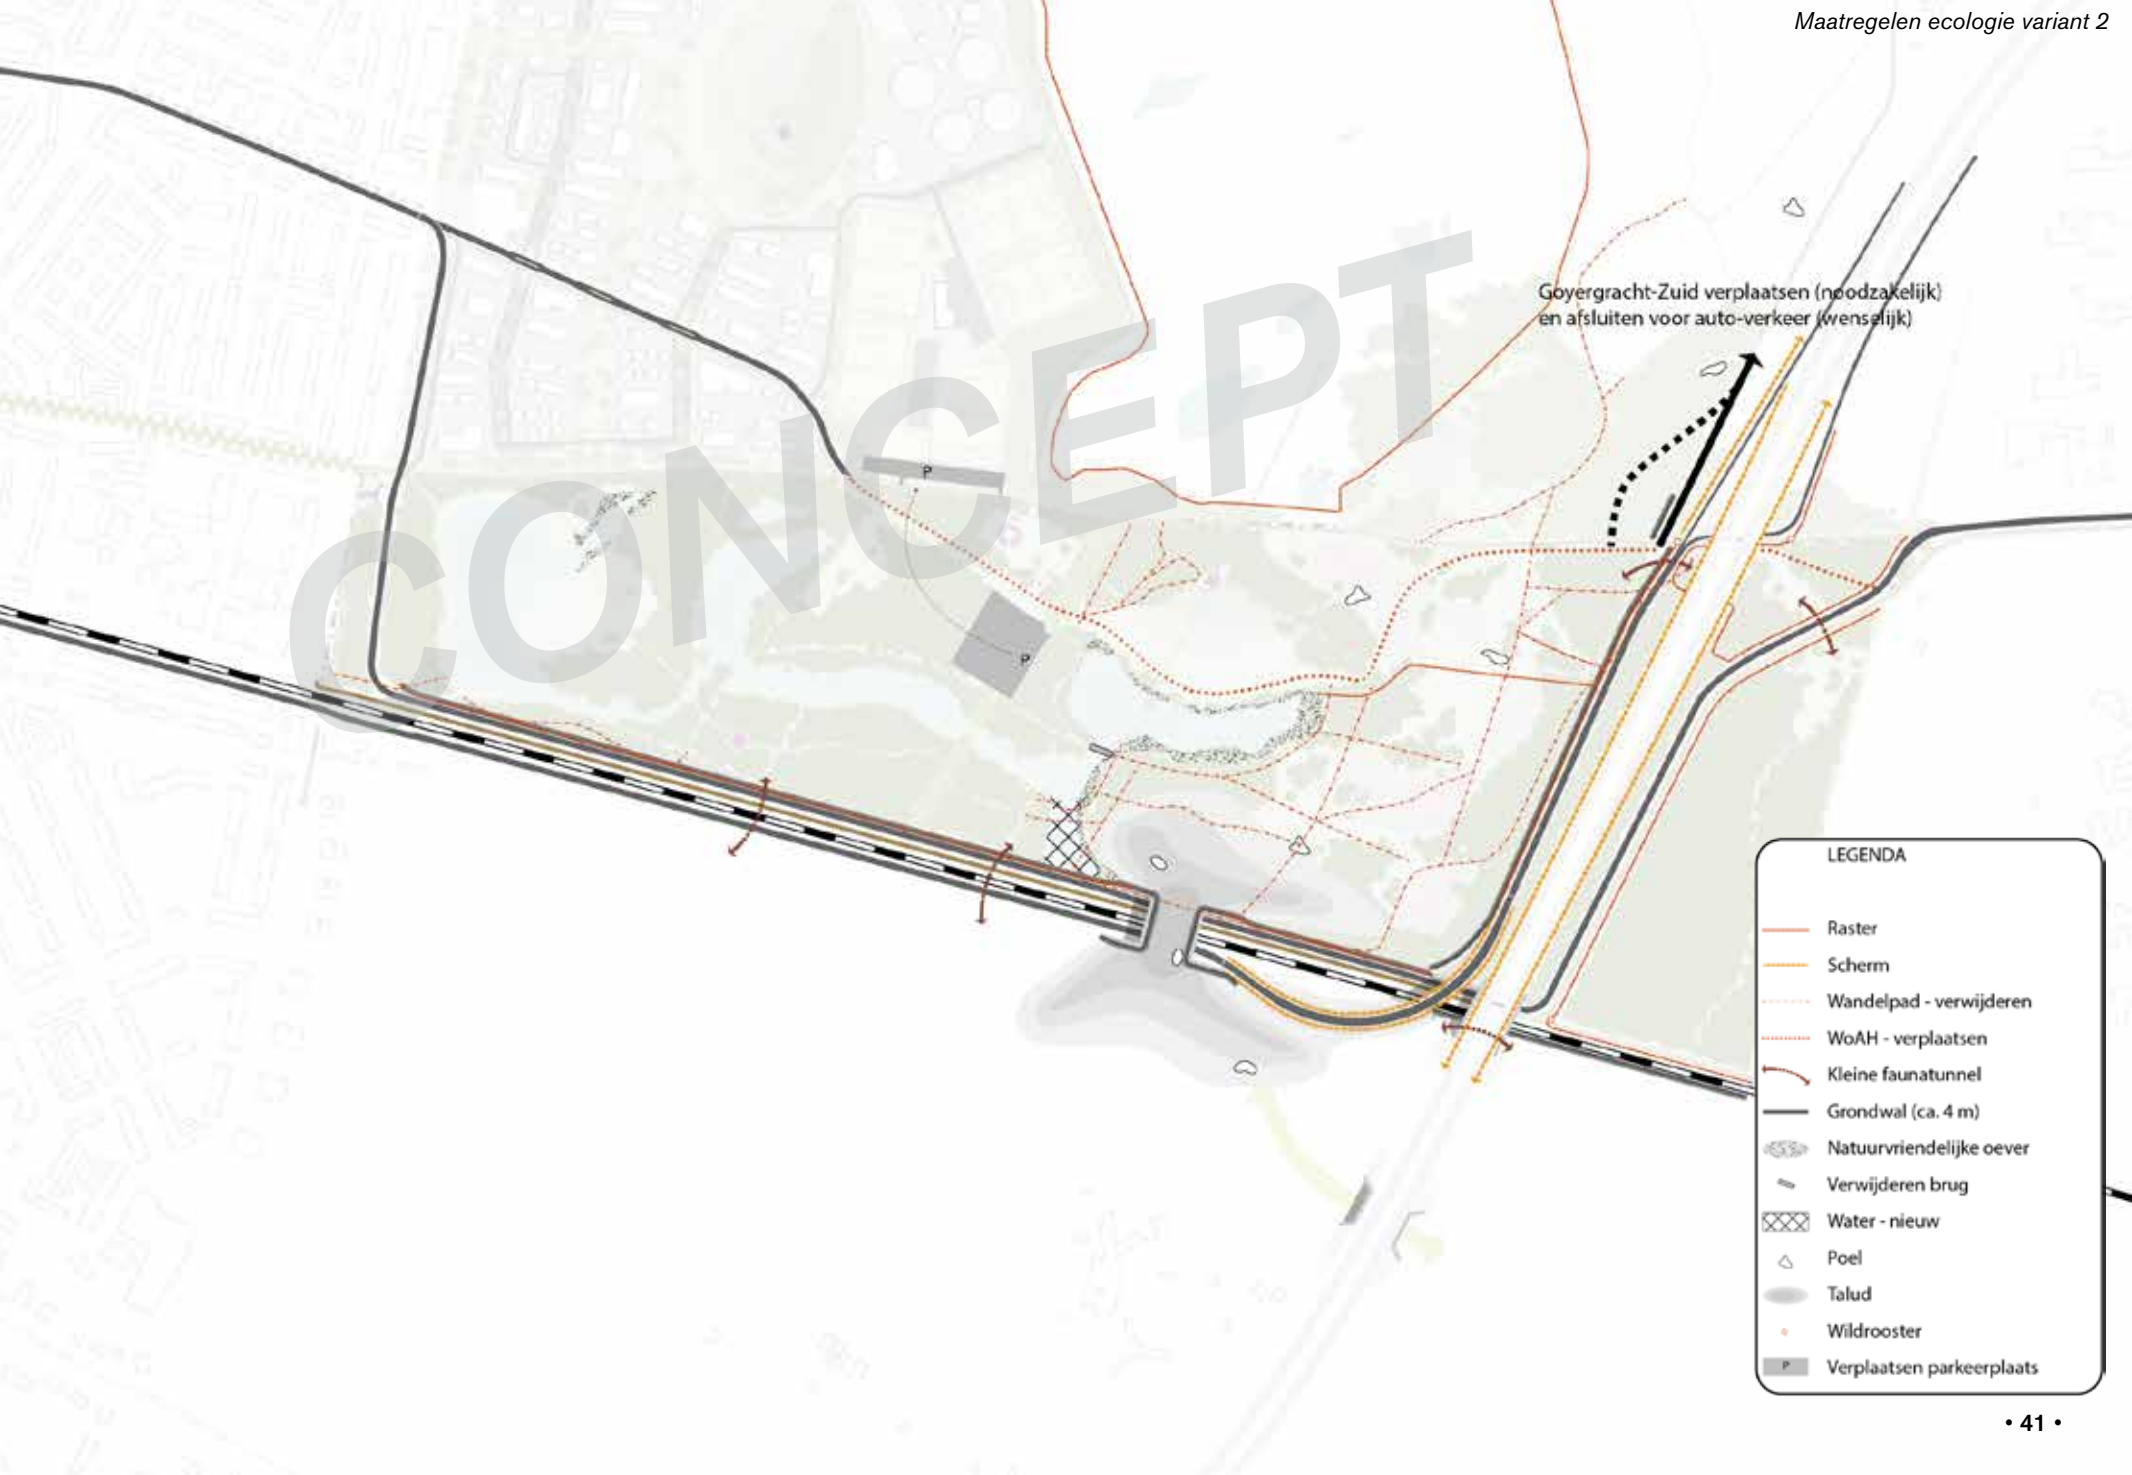 Maatregelen ecologie variant 2
CONCEPT
Goyergracht-Zuid verplaatsen (noodzakelijk)
en afsluiten voor auto-verkeer (wenselijk)
P
P
LEGENDA
Raster
Scherm
Wandelpad - verwijderen
WoAH - verplaatsen
Kleine faunatunnel
Grondwal (ca. 4 m)
Natuurvriendelijke oever
Verwijderen brug
Water - nieuw
Poel
Talud
Wildrooster
P Verplaatsen parkeerplaats
• 41 •